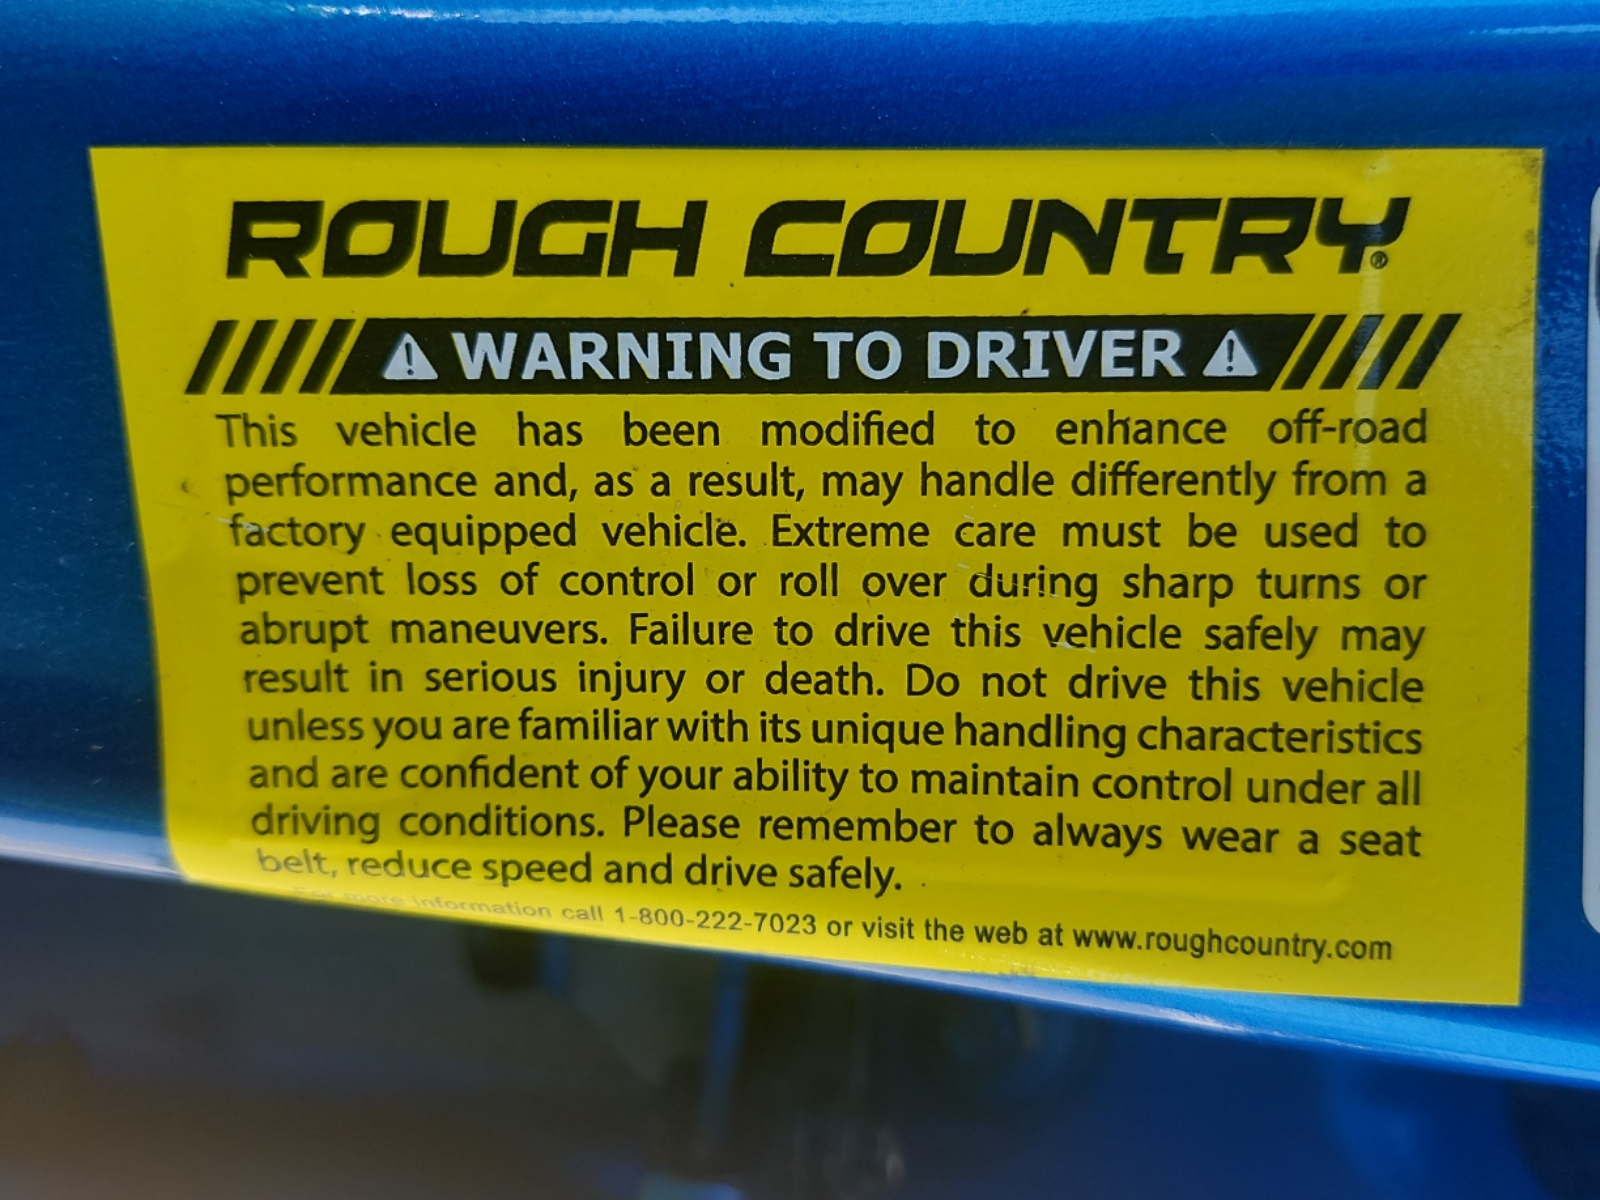 ROUGH COUNTRY®
⚠ WARNING TO DRIVER ⚠
This vehicle has been modified to enhance off-road
performance and, as a result, may handle differently from a
factory equipped vehicle. Extreme care must be used to
prevent loss of control or roll over during sharp turns or
abrupt maneuvers. Failure to drive this vehicle safely may
result in serious injury or death. Do not drive this vehicle
unless you are familiar with its unique handling characteristics
and are confident of your ability to maintain control under all
driving conditions. Please remember to always wear a seat
belt, reduce speed and drive safely.
For more information call 1-800-222-7023 or visit the web at www.roughcountry.com